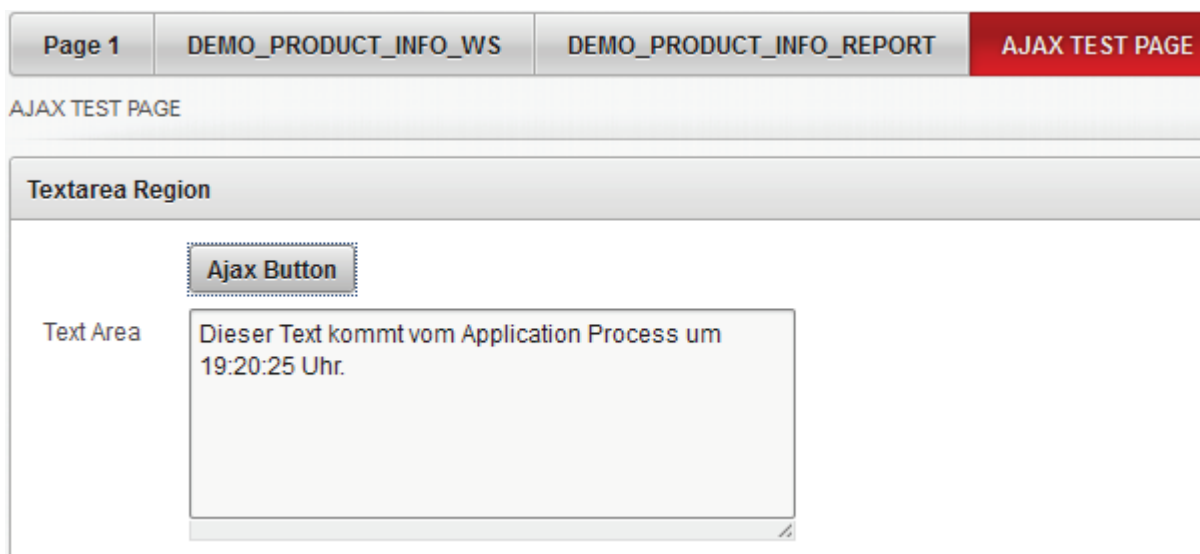 Page 1 DEMO_PRODUCT_INFO_WS DEMO_PRODUCT_INFO_REPORT AJAX TEST PAGE
AJAX TEST PAGE
Textarea Region
Ajax Button
Text Area
Dieser Text kommt vom Application Process um
19:20:25 Uhr.